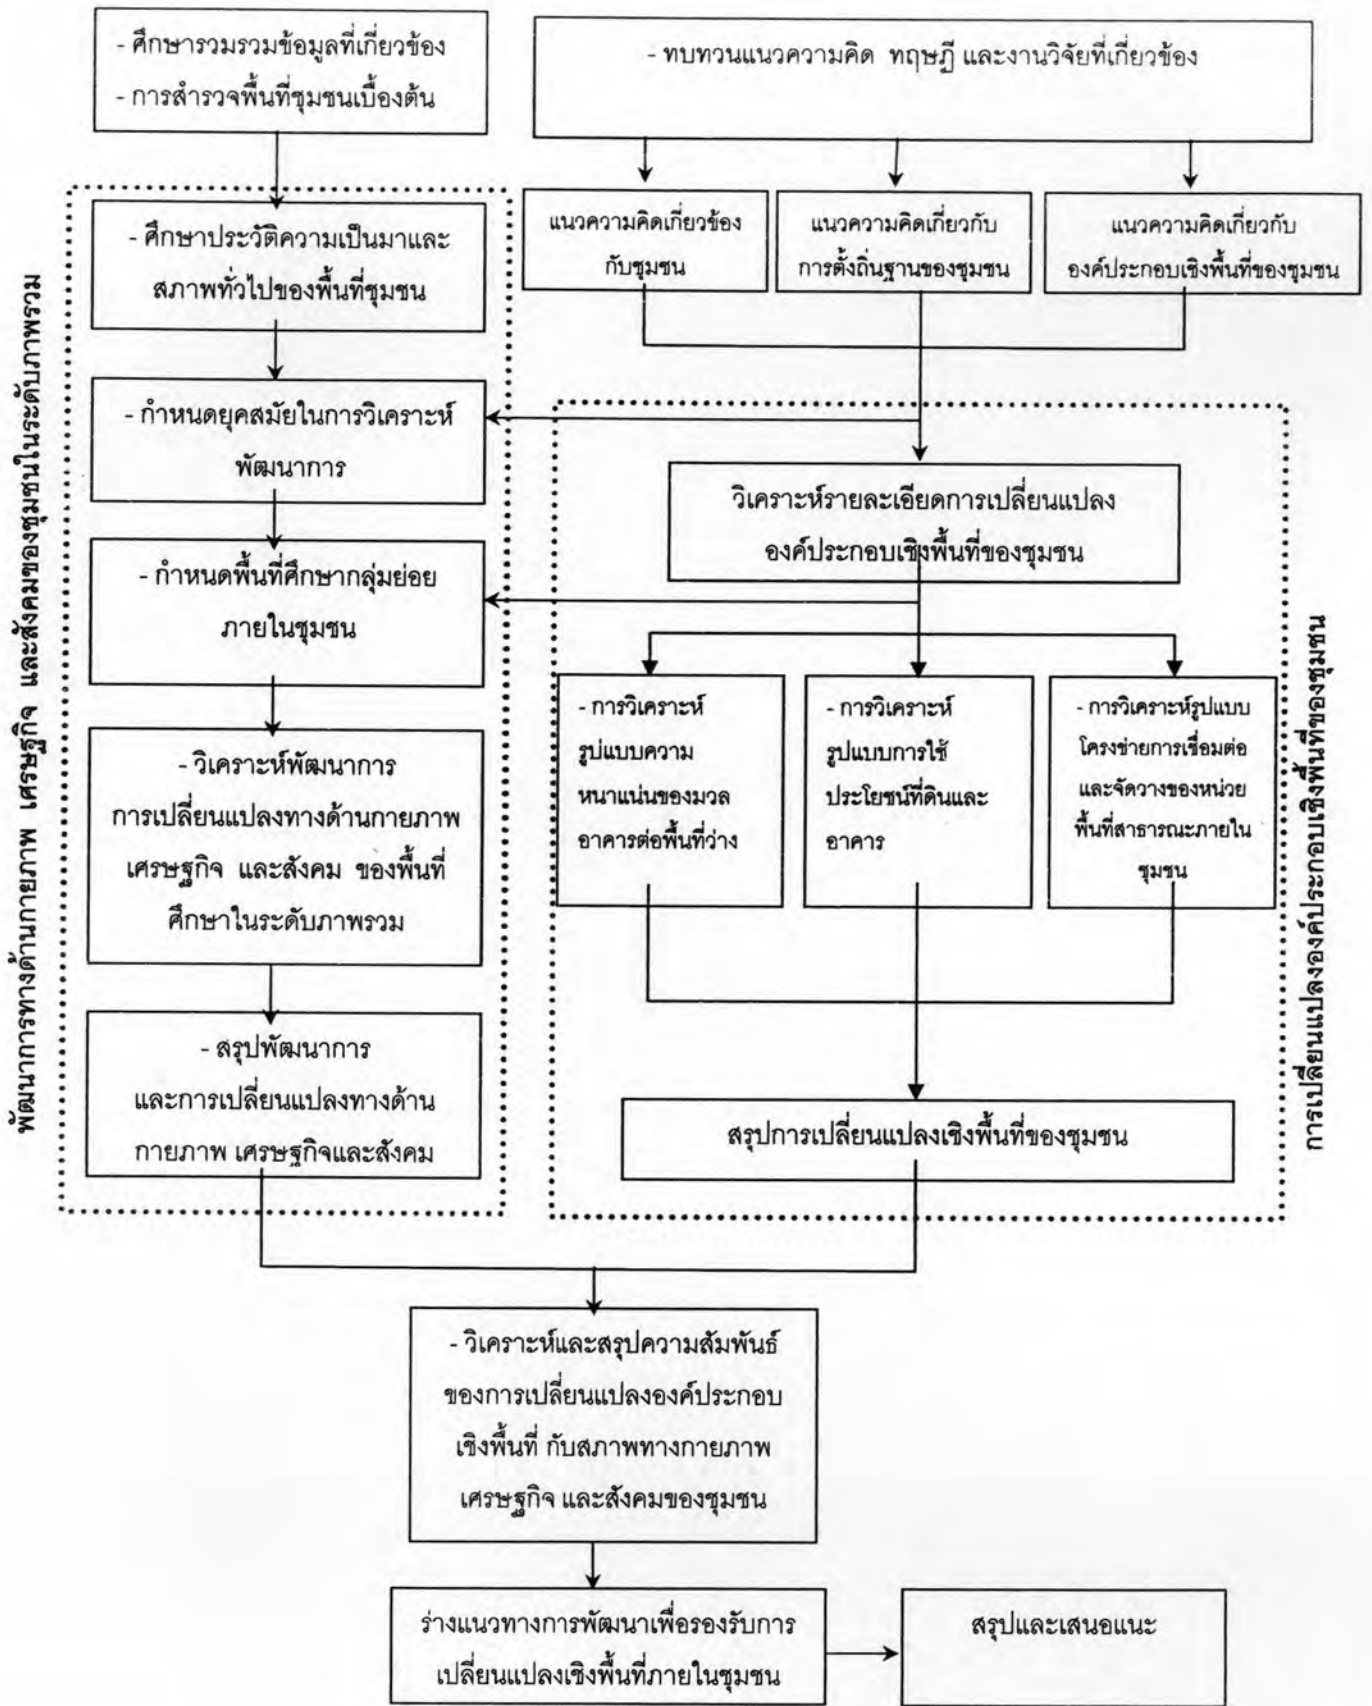 - ศึกษารวมรวมข้อมูลที่เกี่ยวข้อง
- การสำรวจพื้นที่ชุมชนเบื้องต้น
- ทบทวนแนวความคิด ทฤษฎี และงานวิจัยที่เกี่ยวข้อง
แนวความคิดเกี่ยวข้อง
กับชุมชน
แนวความคิดเกี่ยวกับ
การตั้งถิ่นฐานของชุมชน
แนวความคิดเกี่ยวกับ
องค์ประกอบเชิงพื้นที่ของชุมชน
พัฒนาการทางด้านกายภาพ เศรษฐกิจ และสังคมของชุมชนในระดับภาพรวม
- ศึกษาประวัติความเป็นมาและ
สภาพทั่วไปของพื้นที่ชุมชน
- กำหนดยุคสมัยในการวิเคราะห์
พัฒนาการ
- กำหนดพื้นที่ศึกษากลุ่มย่อย
ภายในชุมชน
- วิเคราะห์พัฒนาการ
การเปลี่ยนแปลงทางด้านกายภาพ
เศรษฐกิจ และสังคม ของพื้นที่
ศึกษาในระดับภาพรวม
- สรุปพัฒนาการ
และการเปลี่ยนแปลงทางด้าน
กายภาพ เศรษฐกิจและสังคม
การเปลี่ยนแปลงองค์ประกอบเชิงพื้นที่ของชุมชน
วิเคราะห์รายละเอียดการเปลี่ยนแปลง
องค์ประกอบเชิงพื้นที่ของชุมชน
- การวิเคราะห์
รูปแบบความ
หนาแน่นของมวล
อาคารต่อพื้นที่ว่าง
- การวิเคราะห์
รูปแบบการใช้
ประโยชน์ที่ดินและ
อาคาร
- การวิเคราะห์รูปแบบ
โครงข่ายการเชื่อมต่อ
และจัดวางของหน่วย
พื้นที่สาธารณะภายใน
ชุมชน
สรุปการเปลี่ยนแปลงเชิงพื้นที่ของชุมชน
- วิเคราะห์และสรุปความสัมพันธ์
ของการเปลี่ยนแปลงองค์ประกอบ
เชิงพื้นที่ กับสภาพทางกายภาพ
เศรษฐกิจ และสังคมของชุมชน
ร่างแนวทางการพัฒนาเพื่อรองรับการ
เปลี่ยนแปลงเชิงพื้นที่ภายในชุมชน
สรุปและเสนอแนะ